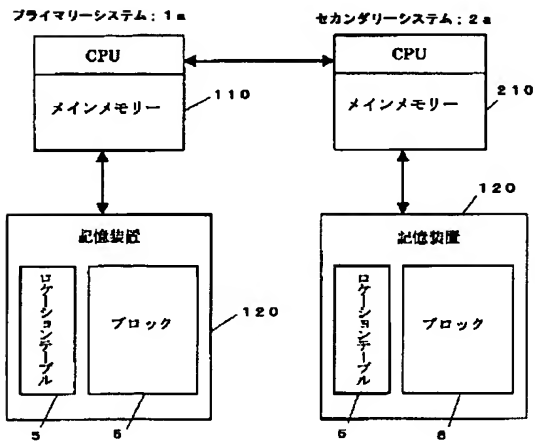 プライマリーシステム；1a
セカンダリーシステム；2a
CPU
メインメモリー
110
CPU
メインメモリー
210
120
記憶装置
ロケーションテーブル
ブロック
120
記憶装置
ロケーションテーブル
ブロック
5
6
5
6